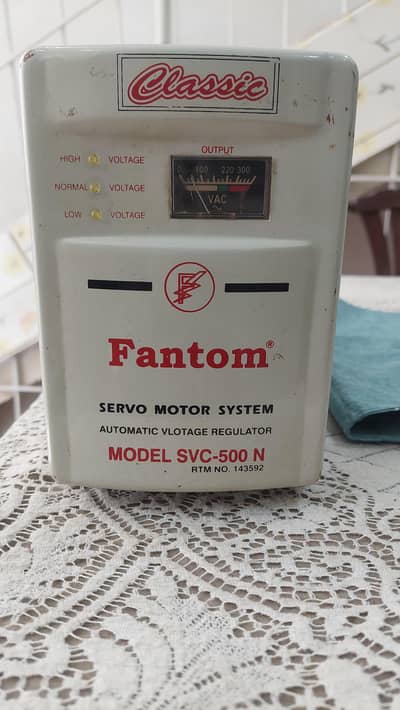 Classic
OUTPUT
HIGH VOLTAGE
0 100 220 300
NORMAL VOLTAGE
VAC
~
LOW VOLTAGE
Fantom®
SERVO MOTOR SYSTEM
AUTOMATIC VLOTAGE REGULATOR
MODEL SVC-500 N
RTM NO. 143592